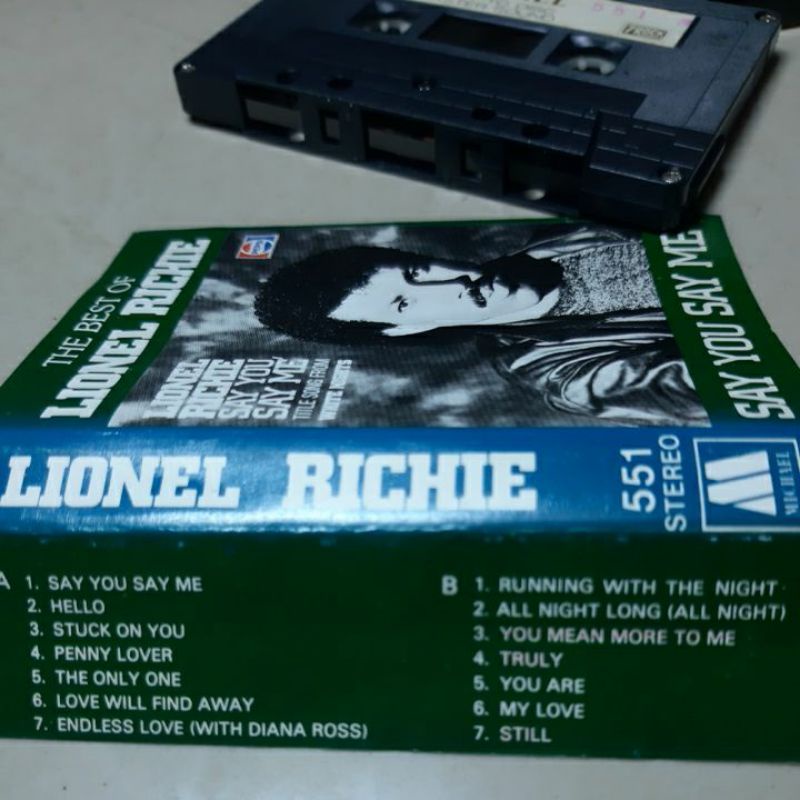 551
THE BEST OF
LIONEL RICHIE
LIONEL
RICHIE
SAY YOU
SAY ME
TITLE SONG FROM
WHITE NIGHTS
SAY YOU SAY ME
LIONEL RICHIE
551
STEREO
MICHAEL
A
1. SAY YOU SAY ME
2. HELLO
3. STUCK ON YOU
4. PENNY LOVER
5. THE ONLY ONE
6. LOVE WILL FIND AWAY
7. ENDLESS LOVE (WITH DIANA ROSS)
B
1. RUNNING WITH THE NIGHT
2. ALL NIGHT LONG (ALL NIGHT)
3. YOU MEAN MORE TO ME
4. TRULY
5. YOU ARE
6. MY LOVE
7. STILL